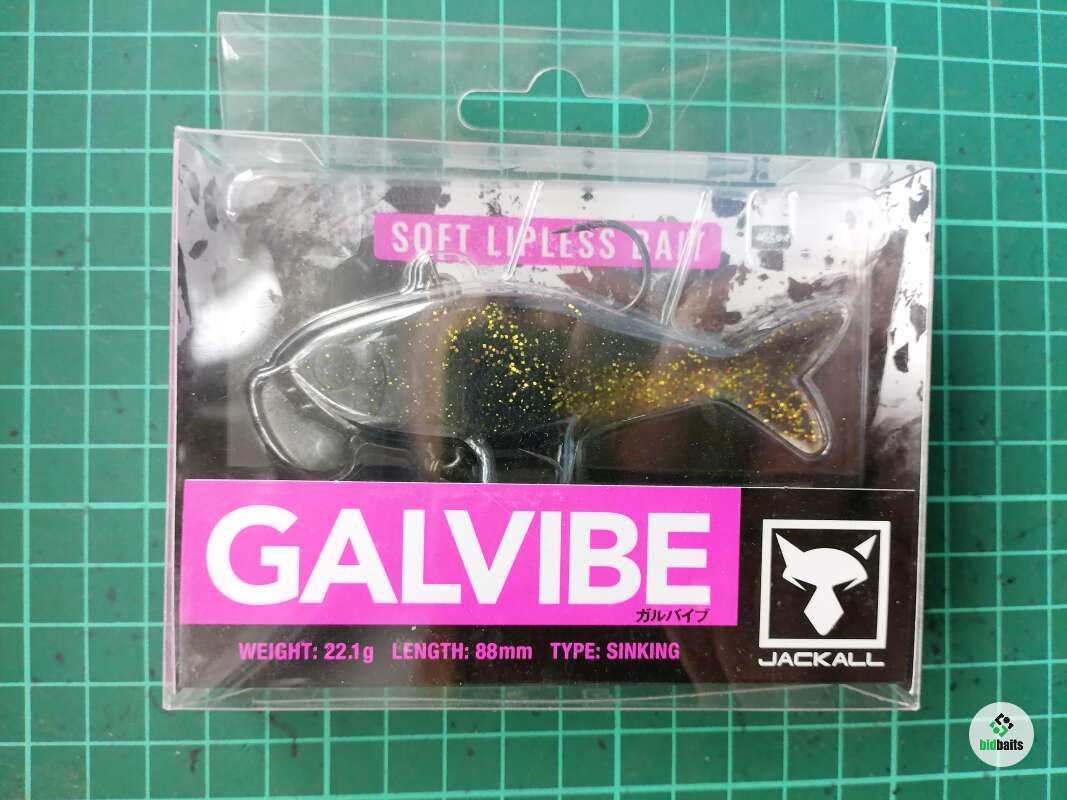 SOFT LIPLESS BAIT
GALVIBE
ガルバイブ
WEIGHT: 22.1g LENGTH: 88mm TYPE: SINKING
JACKALL
bidbaits